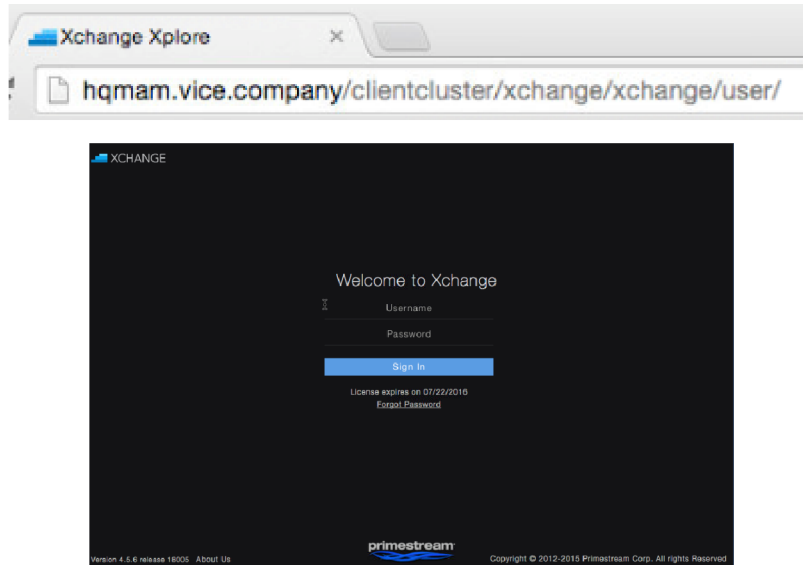 Xchange Xplore
hqmam.vice.company/clientcluster/xchange/xchange/user/
XCHANGE
Welcome to Xchange
Username
Password
Sign In
License expires on 07/22/2016
Forgot Password
primestream
Version 4.5.6 release 18005 About Us
Copyright © 2012-2015 Primestream Corp. All rights Reserved